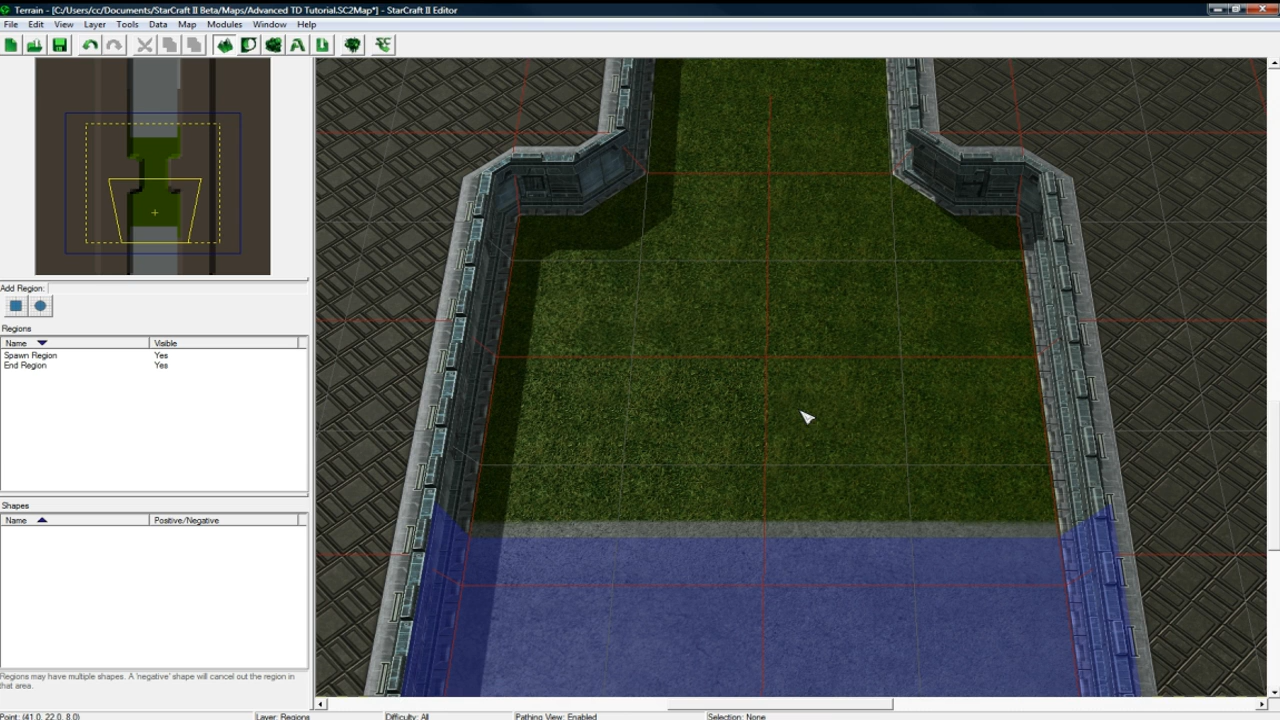 Terrain - [C:/Users/cc/Documents/StarCraft II Beta/Maps/Advanced TD Tutorial.SC2Map*] - StarCraft II Editor
File Edit View Layer Tools Data Map Modules Window Help
Add Region:
Regions
Name Visible
Spawn Region Yes
End Region Yes
Shapes
Name Positive/Negative
Regions may have multiple shapes. A 'negative' shape will cancel out the region in
that area.
Point: (41.0, 22.0, 8.0) Layer: Regions Difficulty: All Pathing View: Enabled Selection: None